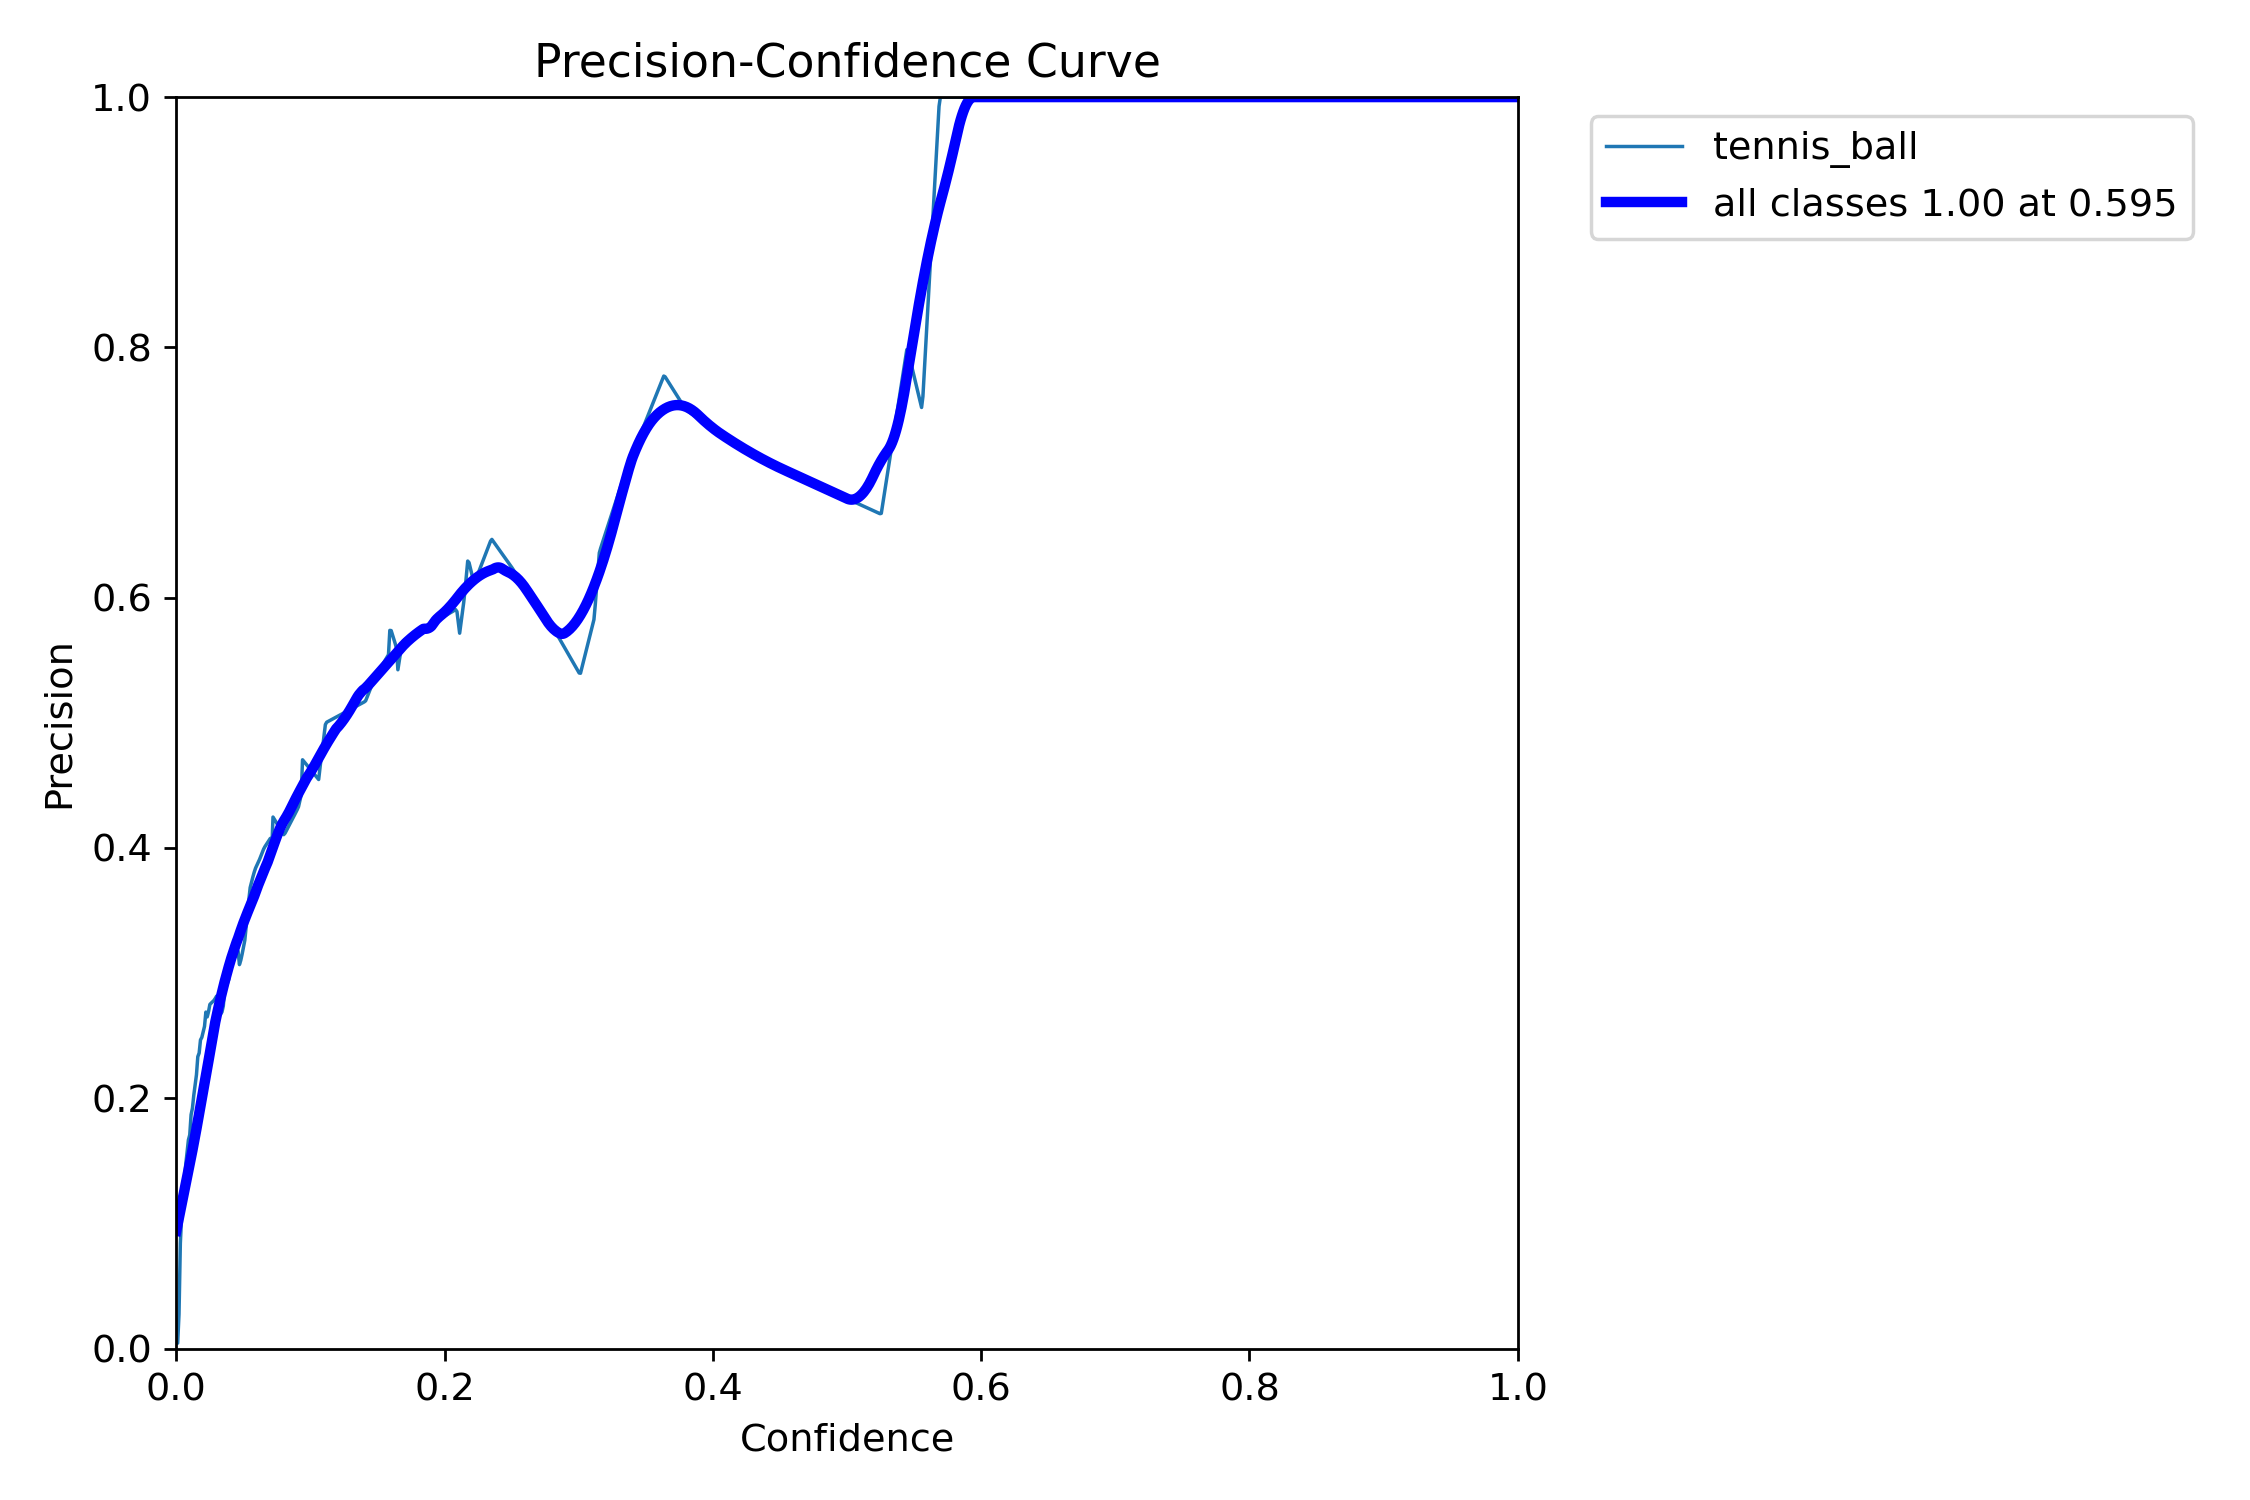 Precision-Confidence Curve
1.0
0.8
0.6
0.4
0.2
0.0
Precision
0.0 0.2 0.4 0.6 0.8 1.0
Confidence
tennis_ball
all classes 1.00 at 0.595